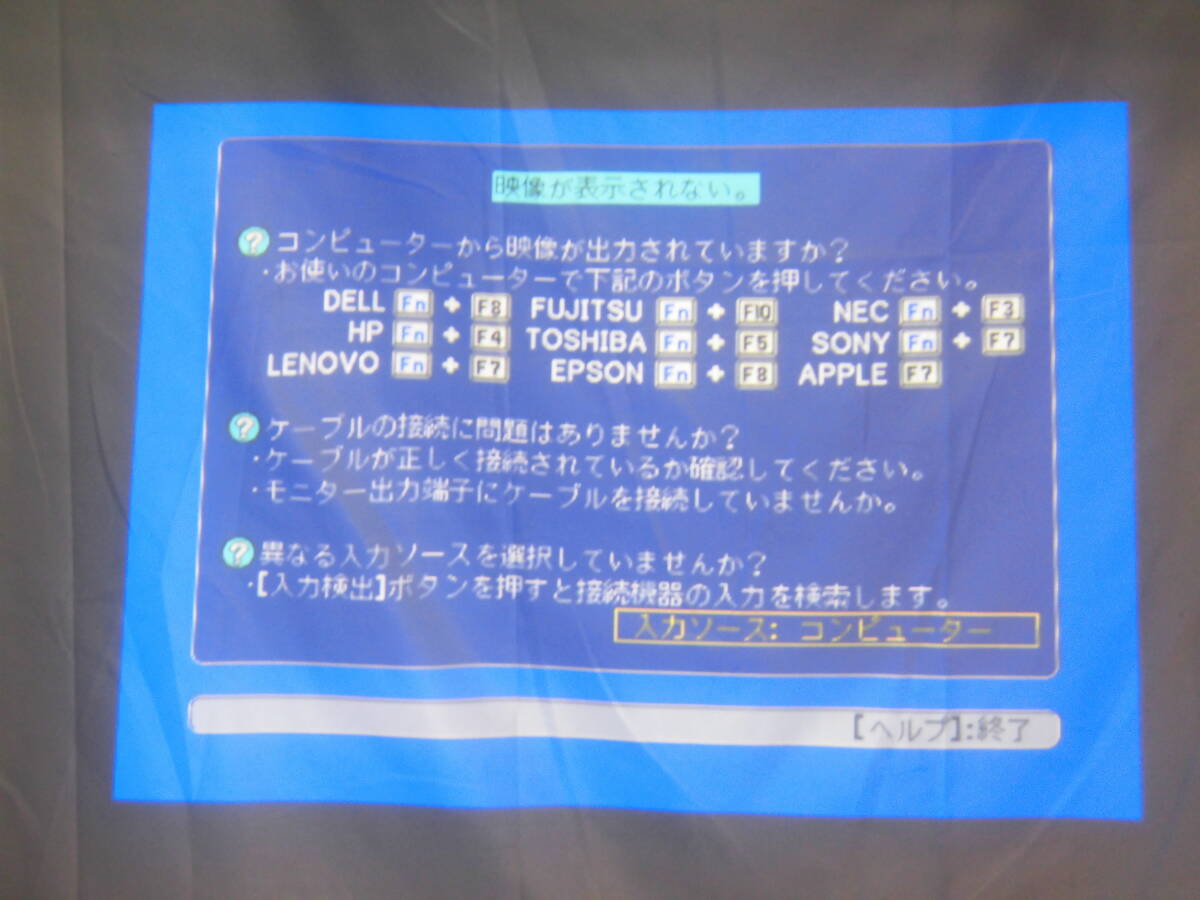 映像が表示されない。
? コンピューターから映像が出力されていますか?
・お使いのコンピューターで下記のボタンを押してください。
DELL Fn + F8 FUJITSU Fn + F10 NEC Fn + F3
HP Fn + F4 TOSHIBA Fn + F5 SONY Fn + F7
LENOVO Fn + F7 EPSON Fn + F8 APPLE F7
? ケーブルの接続に問題はありませんか?
・ケーブルが正しく接続されているか確認してください。
・モニター出力端子にケーブルを接続していませんか。
? 異なる入力ソースを選択していませんか?
・[入力検出]ボタンを押すと接続機器の入力を検索します。
入力ソース: コンピューター
[ヘルプ]:終了